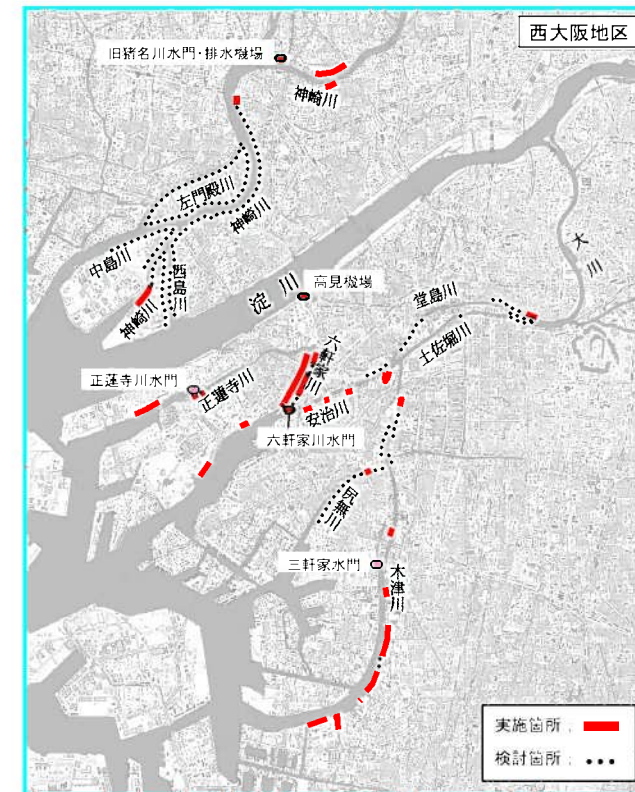 西大阪地区
旧猪名川水門・排水機場
神崎川
左門殿川
神崎川
中島川
西島川
神崎川
淀川
高見機場
大川
堂島川
土佐堀川
六軒家川
正蓮寺川水門
正蓮寺川
安治川
六軒家川水門
尻無川
三軒家水門
木津川
実施箇所：
検討箇所：